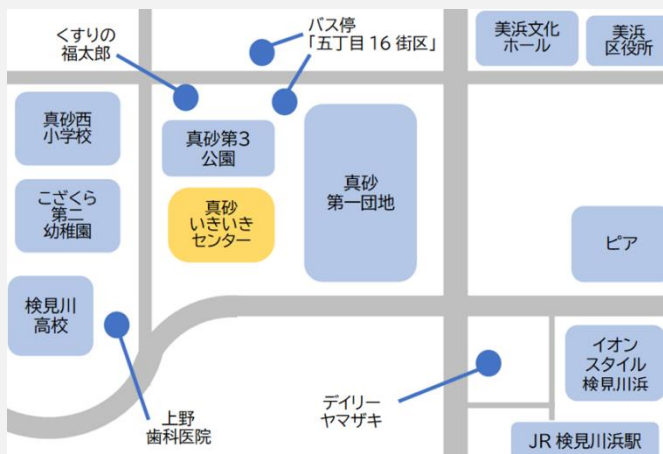 くすりの
福太郎
バス停
「五丁目16街区」
美浜文化
ホール
美浜
区役所
真砂西
小学校
真砂第3
公園
真砂
第一団地
こざくら
第二
幼稚園
真砂
いきいき
センター
ピア
検見川
高校
イオン
スタイル
検見川浜
上野
歯科医院
デイリー
ヤマザキ
JR検見川浜駅